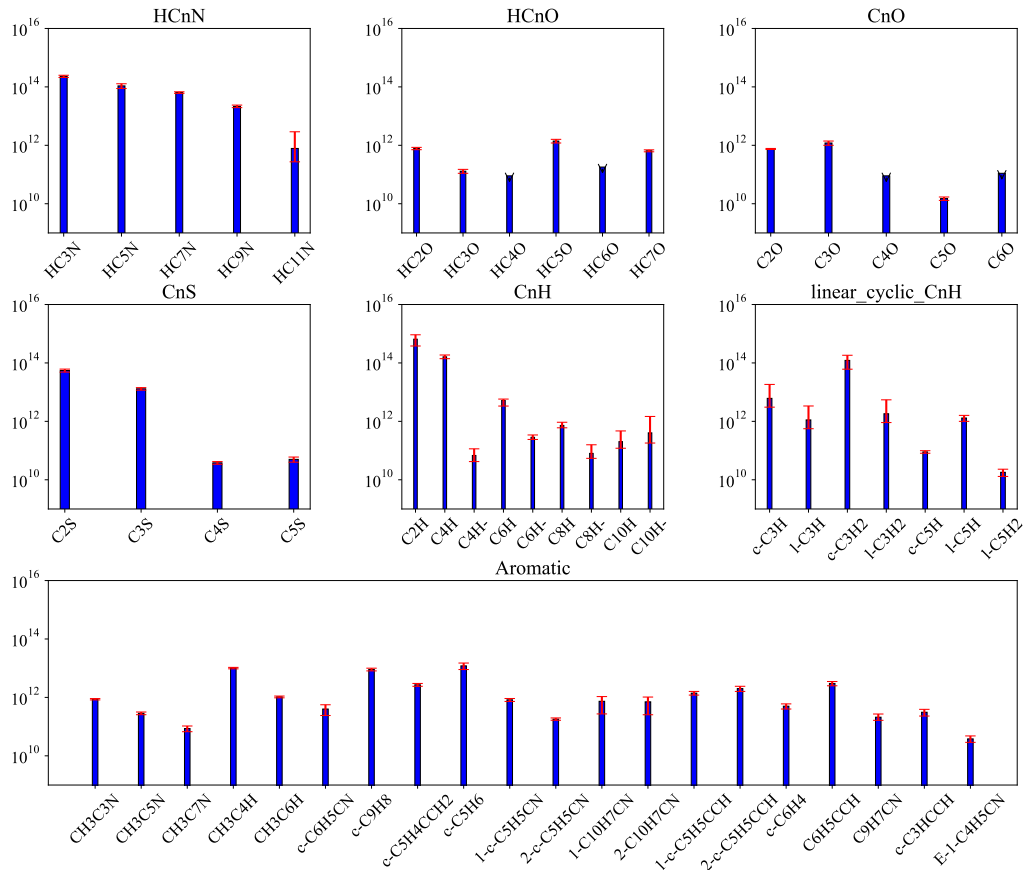 HCnN
10^16
10^14
10^12
10^10
HC3N
HC5N
HC7N
HC9N
HC11N
HCnO
10^16
10^14
10^12
10^10
HC2O
HC3O
HC4O
HC5O
HC6O
HC7O
CnO
10^16
10^14
10^12
10^10
C2O
C3O
C4O
C5O
C6O
CnS
10^16
10^14
10^12
10^10
C2S
C3S
C4S
C5S
CnH
10^16
10^14
10^12
10^10
C2H
C4H
C4H-
C6H
C6H-
C8H
C8H-
C10H
C10H-
linear_cyclic_CnH
10^16
10^14
10^12
10^10
c-C3H
l-C3H
c-C3H2
l-C3H2
c-C5H
l-C5H
l-C5H2
Aromatic
10^16
10^14
10^12
10^10
CH3C3N
CH3C5N
CH3C7N
CH3C4H
CH3C6H
c-C6H5CN
c-C9H8
c-C5H4CCH2
c-C5H6
1-c-C5H5CN
2-c-C5H5CN
1-C10H7CN
2-C10H7CN
1-c-C5H5CCH
2-c-C5H5CCH
c-C6H4
C6H5CCH
C9H7CN
c-C3HCCH
E-1-C4H5CN